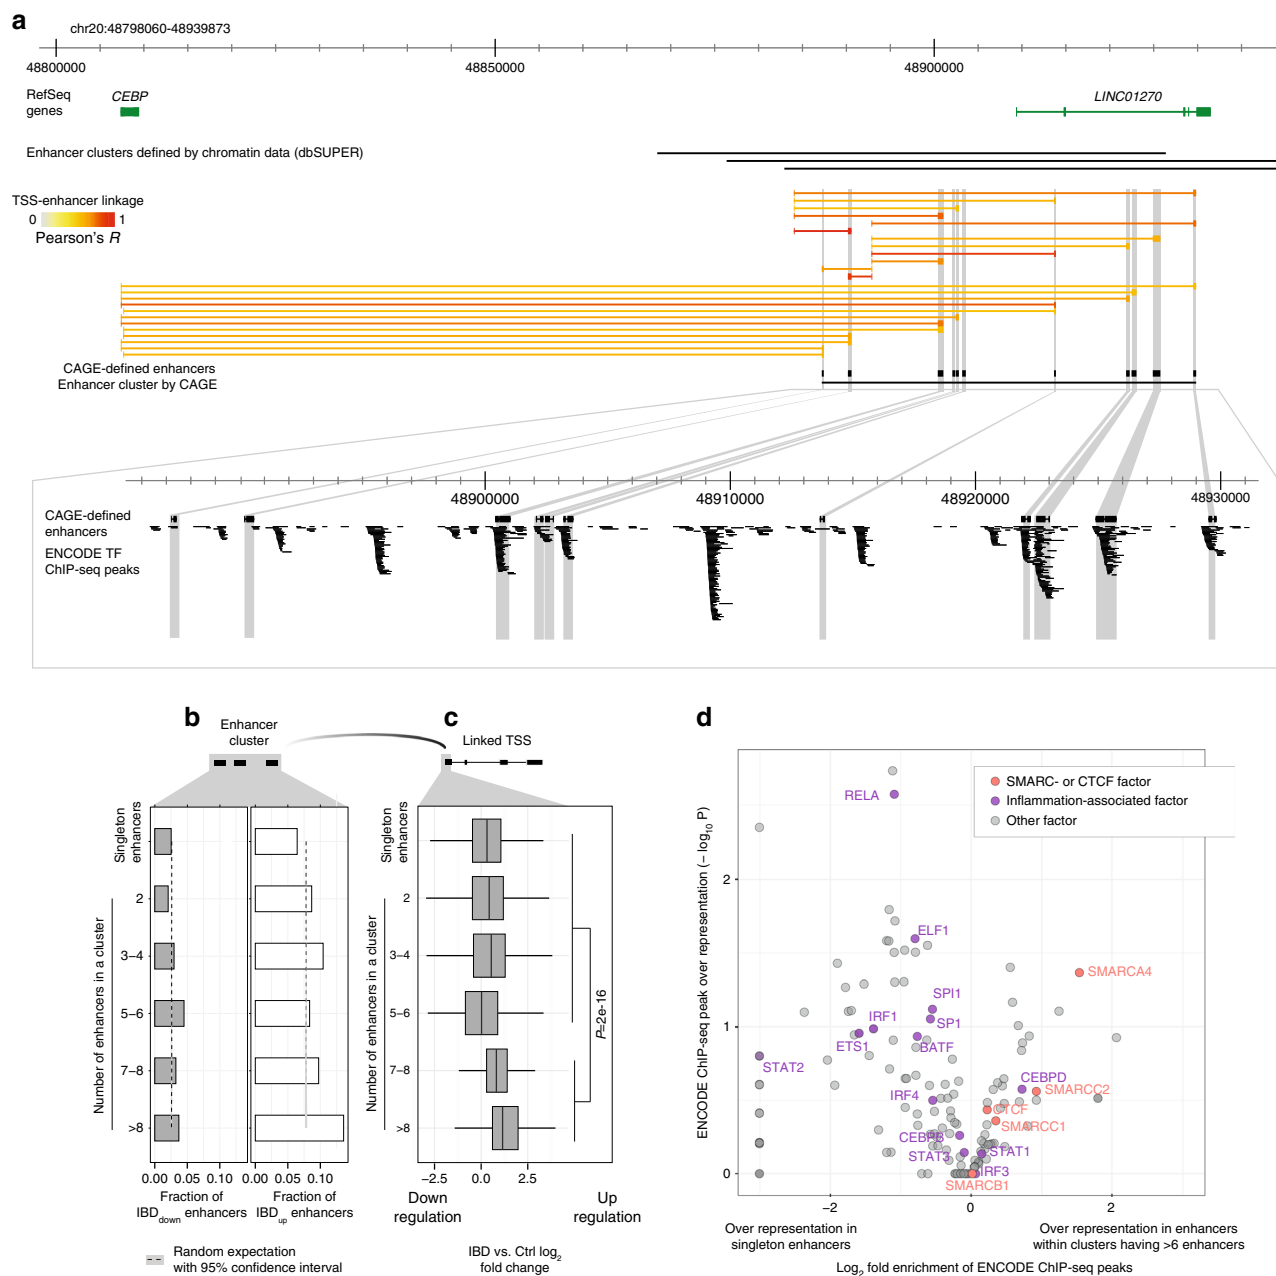 a
chr20:48798060-48939873
48800000
48850000
48900000
RefSeq
genes
CEBP
LINC01270
Enhancer clusters defined by chromatin data (dbSUPER)
TSS-enhancer linkage
0 1
Pearson's R
CAGE-defined enhancers
Enhancer cluster by CAGE
48900000
48910000
48920000
48930000
CAGE-defined
enhancers
ENCODE TF
ChIP-seq peaks
b
Enhancer
cluster
Singleton
enhancers
2
3–4
5–6
7–8
>8
Number of enhancers in a cluster
0.00 0.05 0.10
Fraction of
IBDdown enhancers
0.00 0.05 0.10
Fraction of
IBDup enhancers
Random expectation
with 95% confidence interval
c
Linked TSS
Singleton
enhancers
2
3–4
5–6
7–8
>8
Number of enhancers in a cluster
P=2e-16
−2.5 0.0 2.5
Down
regulation
Up
regulation
IBD vs. Ctrl log2
fold change
d
SMARC- or CTCF factor
Inflammation-associated factor
Other factor
ENCODE ChIP-seq peak over representation (− log10 P)
2
1
0
RELA
ELF1
SMARCA4
SPI1
SP1
IRF1
ETS1
BATF
STAT2
CEBPD
SMARCC2
IRF4
CTCF
SMARCC1
CEBPB
STAT3
STAT1
IRF3
SMARCB1
−2
0
2
Over representation in
singleton enhancers
Over representation in enhancers
within clusters having >6 enhancers
Log2 fold enrichment of ENCODE ChIP-seq peaks